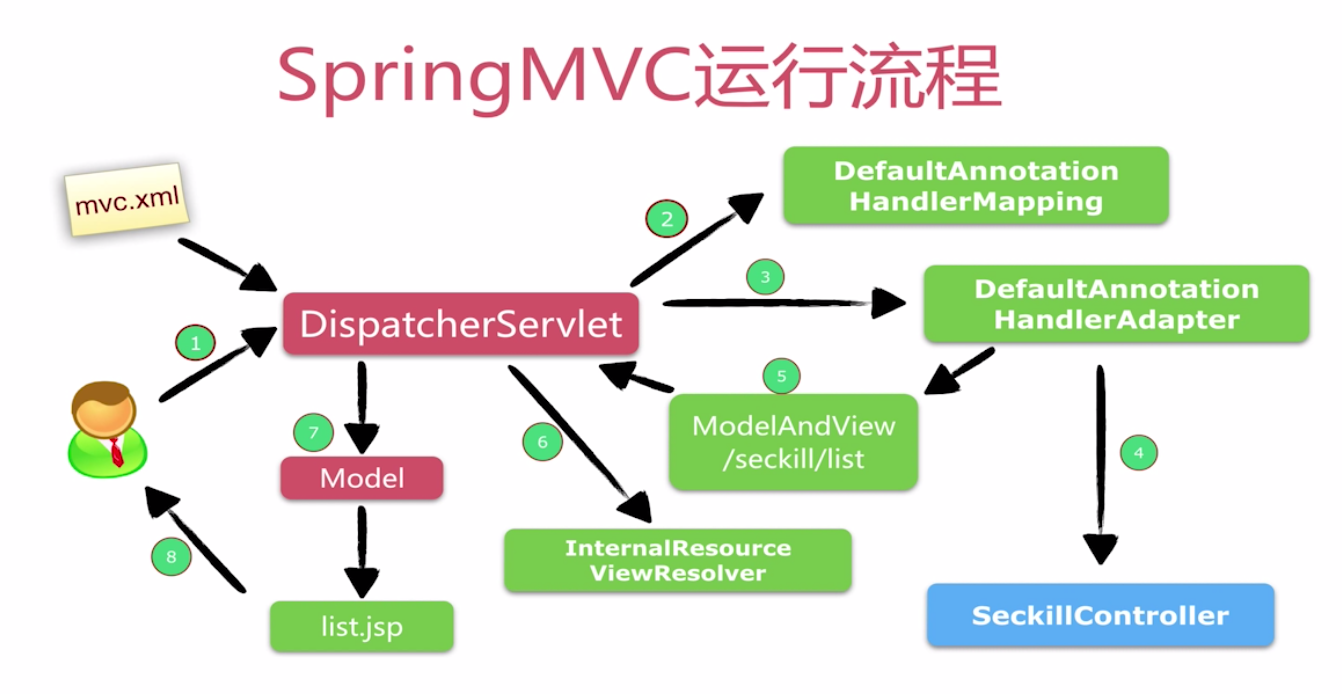 SpringMVC运行流程
mvc.xml
DefaultAnnotation
HandlerMapping
2
3
DefaultAnnotation
HandlerAdapter
DispatcherServlet
1
5
ModelAndView
/seckill/list
7
6
4
Model
InternalResource
ViewResolver
8
list.jsp
SeckillController